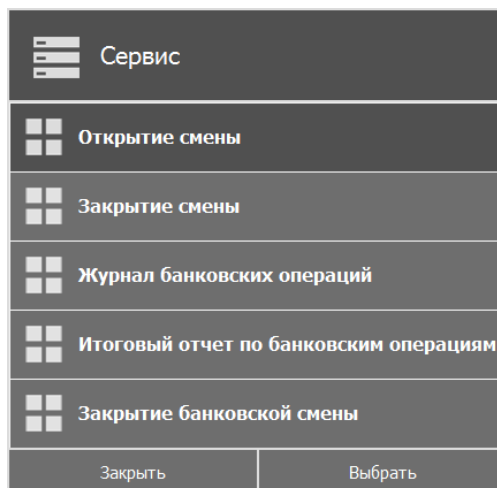 Сервис
Открытие смены
Закрытие смены
Журнал банковских операций
Итоговый отчет по банковским операциям
Закрытие банковской смены
Закрыть
Выбрать